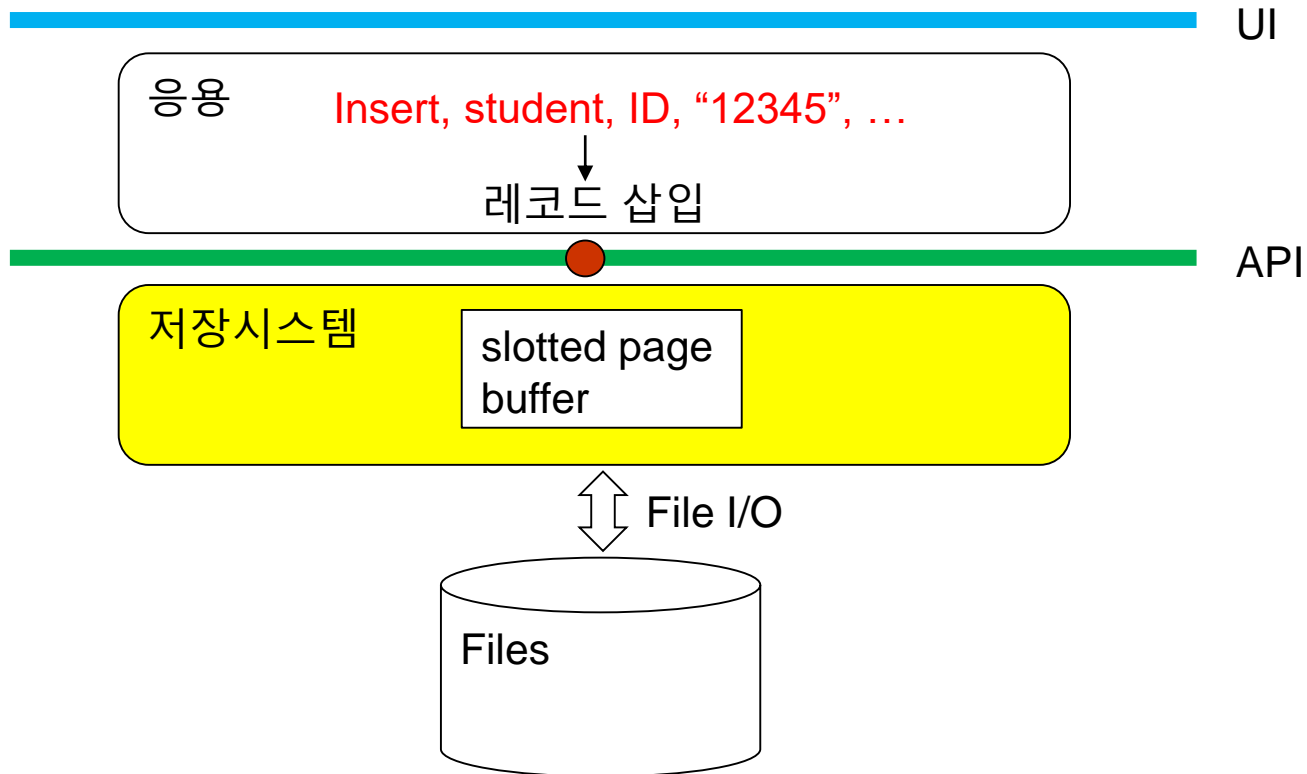 UI
응용
Insert, student, ID, “12345”, …
레코드 삽입
API
저장시스템
slotted page
buffer
File I/O
Files